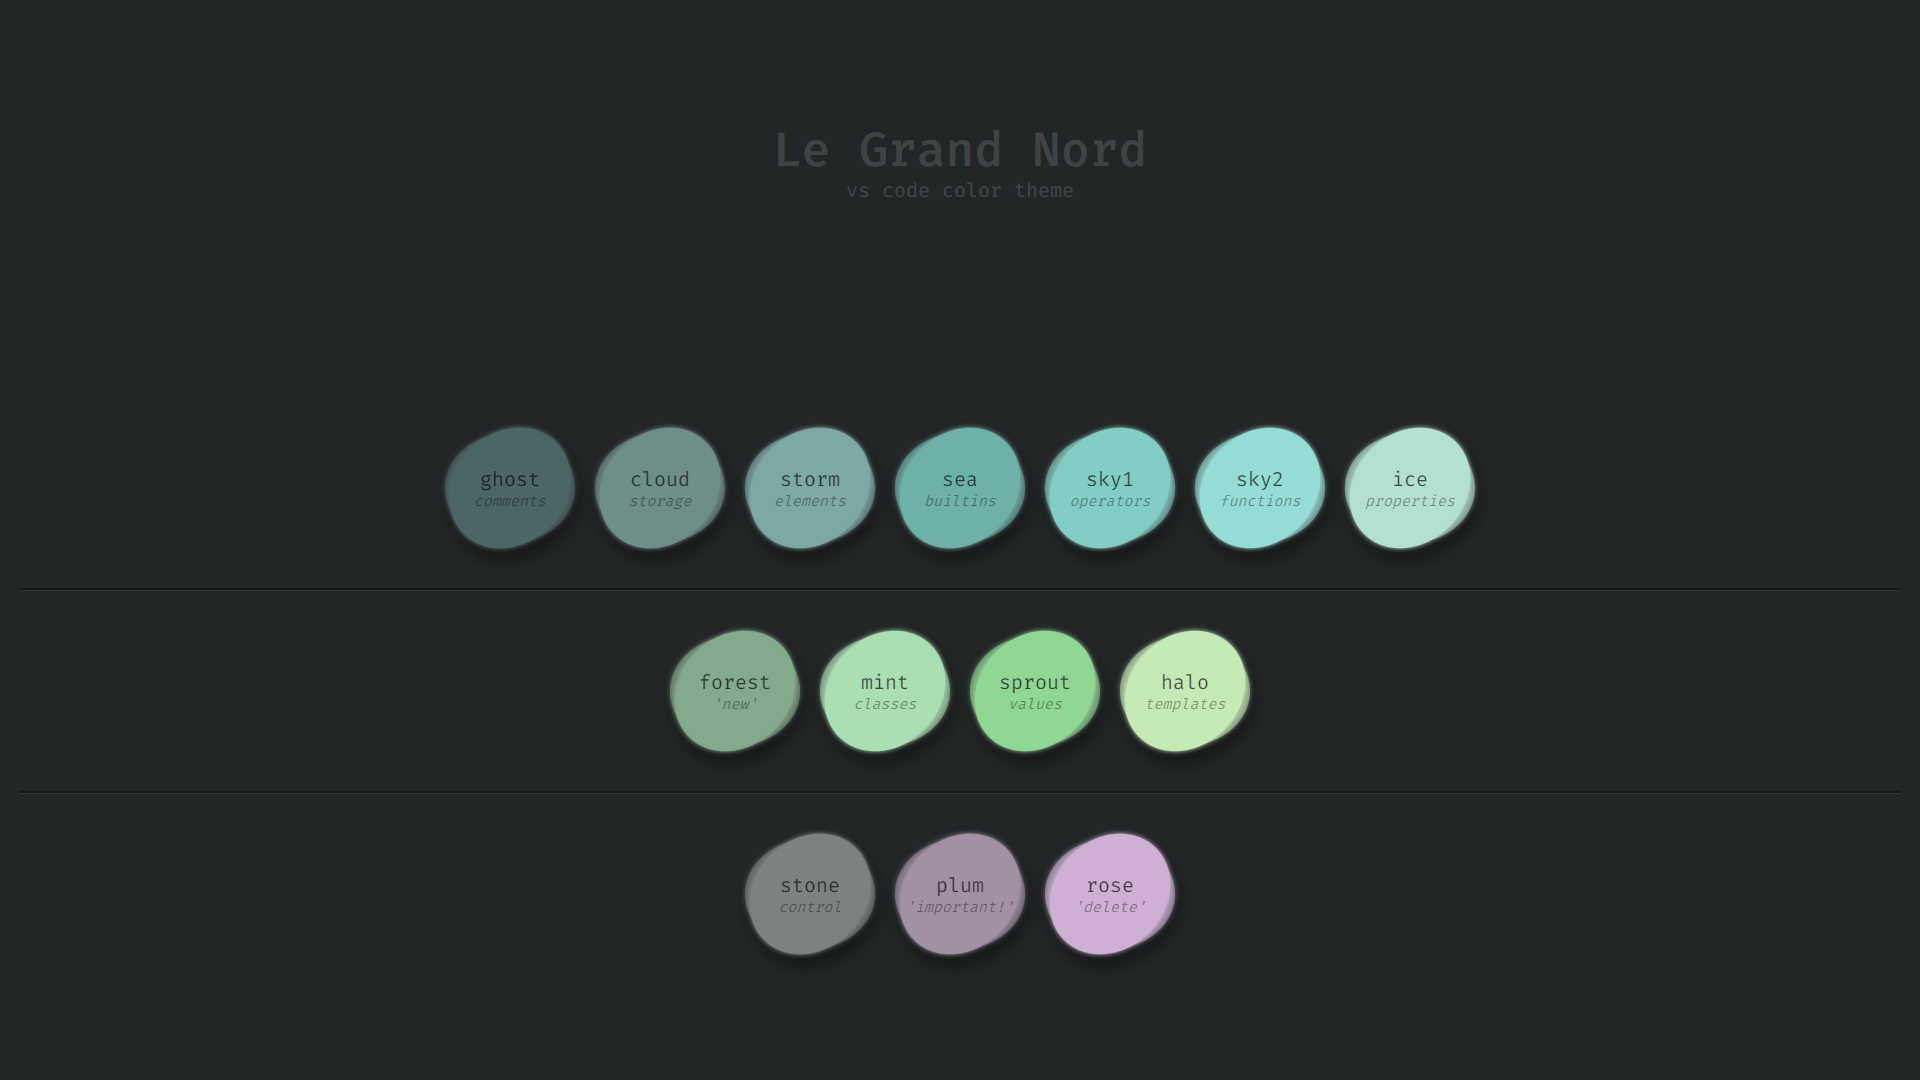 Le Grand Nord
vs code color theme
ghost
comments
cloud
storage
storm
elements
sea
builtins
sky1
operators
sky2
functions
ice
properties
forest
'new'
mint
classes
sprout
values
halo
templates
stone
control
plum
'important!'
rose
'delete'